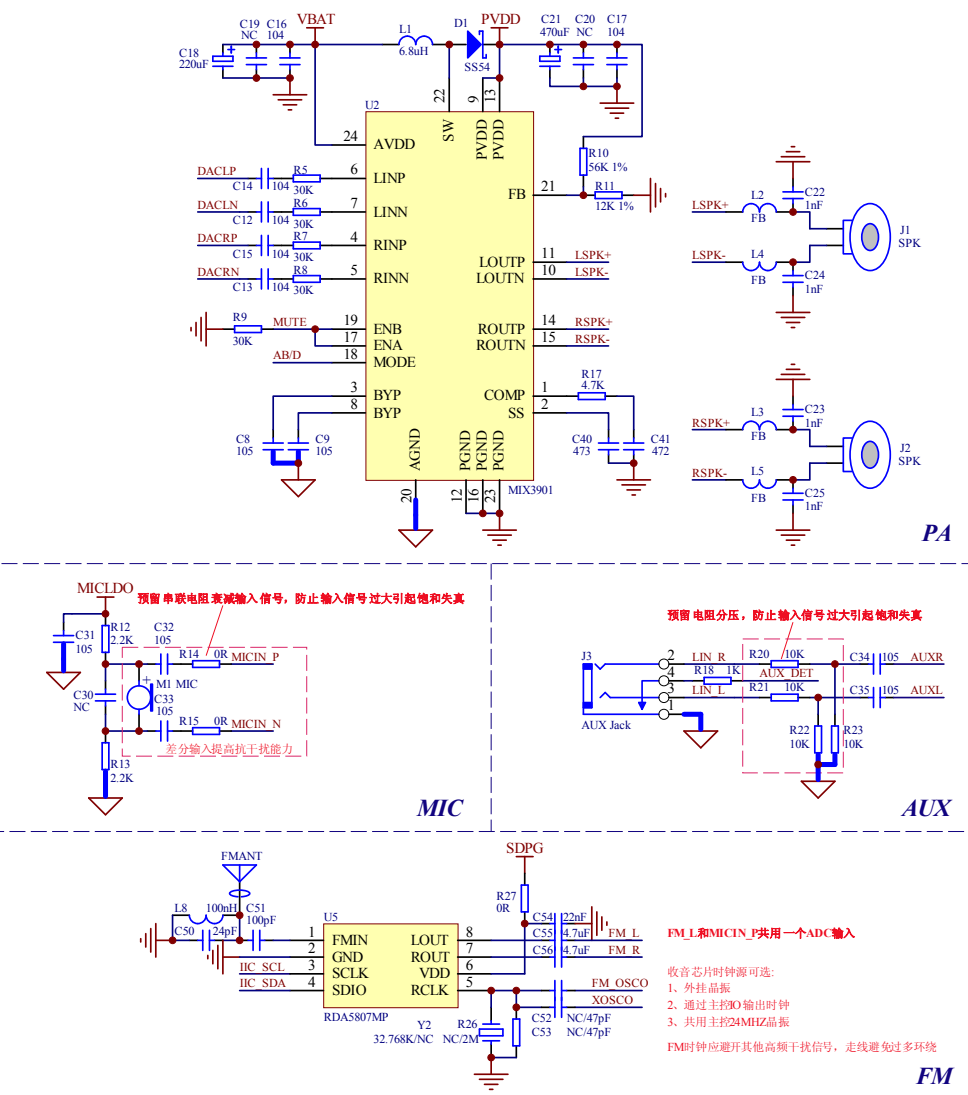 VBAT
L1
6.8uH
D1
SS54
PVDD
C19
NC
C16
104
C18
220uF
C21
470uF
C20
NC
C17
104
22
9
13
U2
SW
PVDD
PVDD
24
AVDD
R10
56K 1%
DACLP
C14
104
R5
30K
6
LINP
FB
21
R11
12K 1%
DACLN
C12
104
R6
30K
7
LINN
DACRP
C15
104
R7
30K
4
RINP
LOUTP
11
LSPK+
DACRN
C13
104
R8
30K
5
RINN
LOUTN
10
LSPK-
R9
30K
MUTE
19
ENB
ROUTP
14
RSPK+
17
ENA
ROUTN
15
RSPK-
AB/D
18
MODE
3
BYP
COMP
1
R17
4.7K
8
BYP
SS
2
C8
105
C9
105
C40
473
C41
472
AGND
PGND
PGND
PGND
20
12
16
23
MIX3901
LSPK+
L2
FB
C22
1nF
LSPK-
L4
FB
C24
1nF
J1
SPK
RSPK+
L3
FB
C23
1nF
RSPK-
L5
FB
C25
1nF
J2
SPK
PA
MICLDO
预留串联电阻衰减输入信号，防止输入信号过大引起饱和失真
C31
105
R12
2.2K
C32
105
R14
0R
MICIN_P
C30
NC
+
M1 MIC
C33
105
R15
0R
MICIN_N
差分输入提高抗干扰能力
R13
2.2K
MIC
预留电阻分压，防止输入信号过大引起饱和失真
J3
AUX Jack
2
LIN_R
R20
10K
C34
105
AUXR
4
R18
1K
AUX_DET
3
LIN_L
R21
10K
C35
105
AUXL
1
R22
10K
R23
10K
AUX
FMANT
L8
100nH
C51
100pF
C50
24pF
U5
1
FMIN
2
GND
3
SCLK
4
SDIO
IIC_SCL
IIC_SDA
LOUT
8
ROUT
7
VDD
6
RCLK
5
RDA5807MP
SDPG
R27
0R
C54
22nF
C55
4.7uF
FM_L
C56
4.7uF
FM_R
FM_OSCO
XOSCO
C52
NC/47pF
C53
NC/47pF
Y2
32.768K/NC
R26
NC/2M
FM_L和MICIN_P共用一个ADC输入
收音芯片时钟源可选:
1、外挂晶振
2、通过主控IO输出时钟
3、共用主控24MHZ晶振
FM时钟应避开其他高频干扰信号，走线避免过多环绕
FM